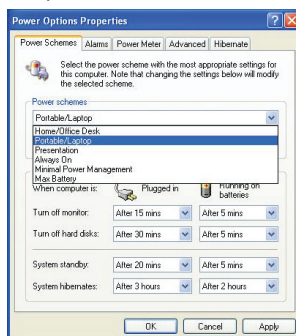 Power Options Properties
Power Schemes Alarms Power Meter Advanced Hibernate
Select the power scheme with the most appropriate settings for
this computer. Note that changing the settings below will modify
the selected scheme.
Power schemes
Portable/Laptop
Home/Office Desk
Portable/Laptop
Presentation
Always On
Minimal Power Management
Max Battery
When computer is: Plugged in Running on
batteries
Turn off monitor: After 15 mins After 5 mins
Turn off hard disks: After 30 mins After 5 mins
System standby: After 20 mins After 5 mins
System hibernates: After 3 hours After 2 hours
OK Cancel Apply